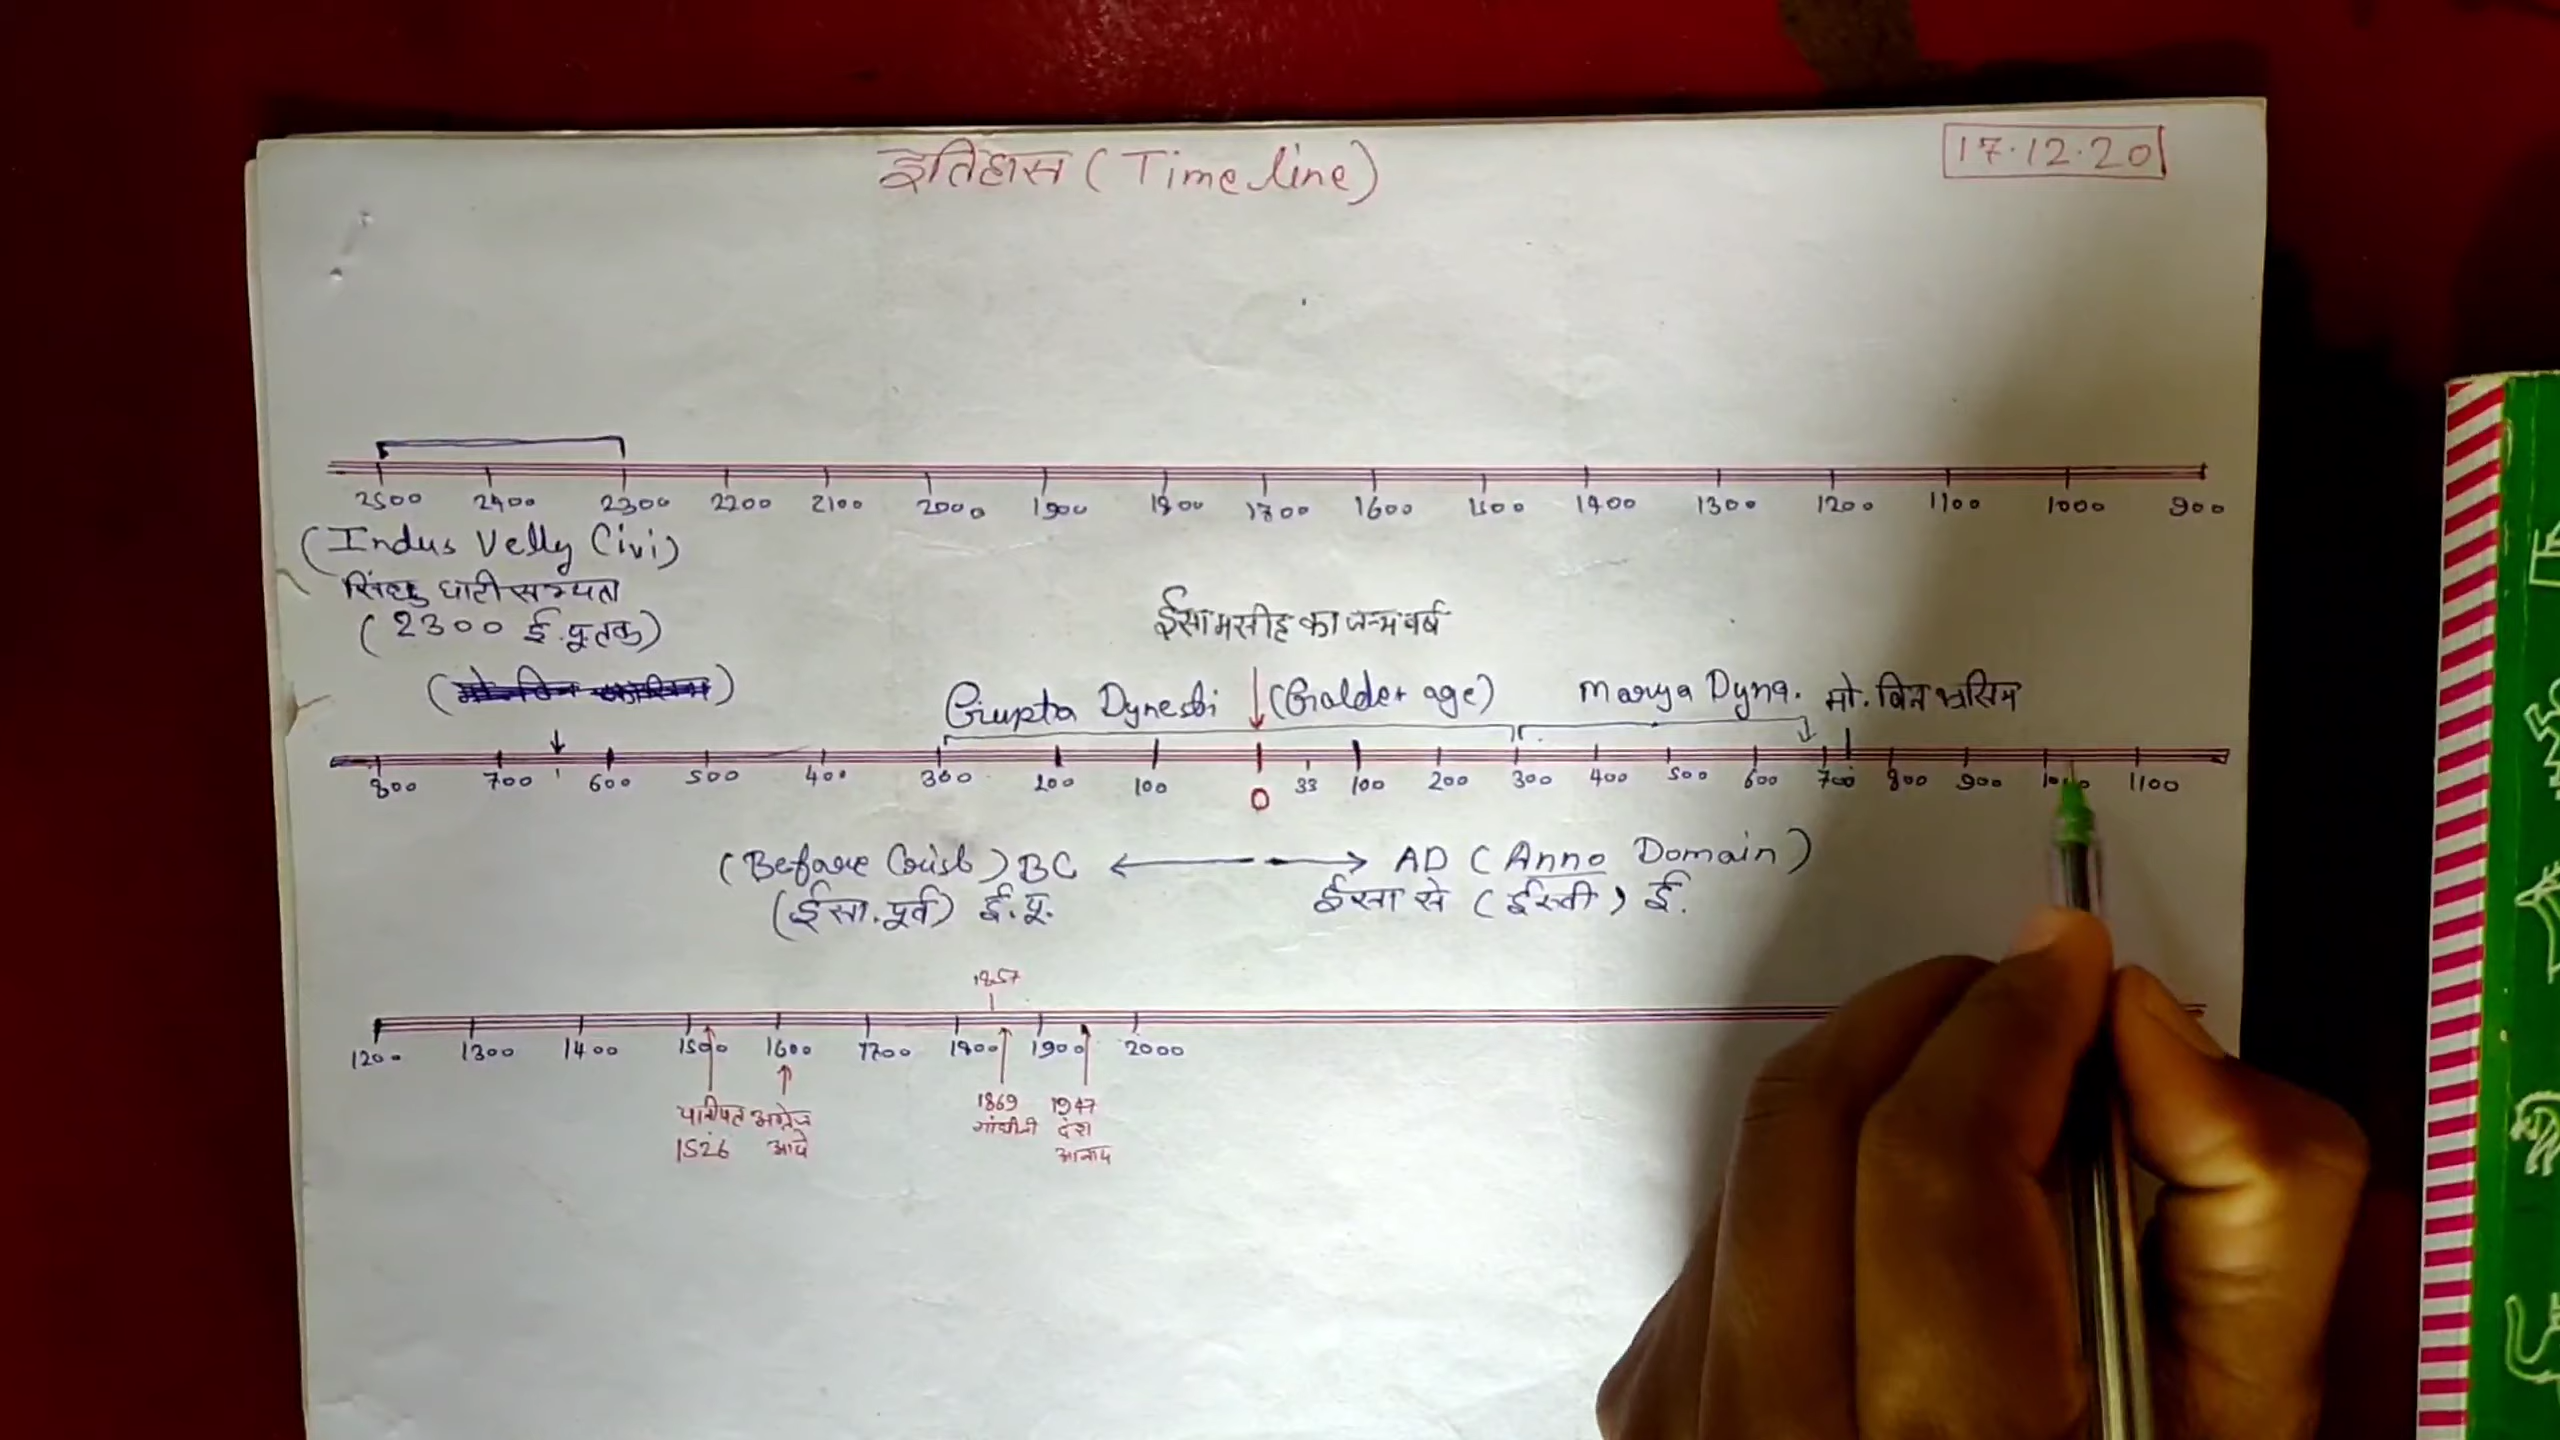 इतिहास (Time line)
17.12.20
2500 2400 2300 2200 2100 2000 1900 1800 1700 1600 1500 1400 1300 1200 1100 1000 900
(Indus Velly Civi)
सिंधु घाटी सभ्यता
(2300 ई.पू.तक)
ईसा मसीह का जन्म वर्ष
Gupta Dynesti (Golden age) Marya Dyna. मो. बिन कासिम
800 700 600 500 400 300 200 100 0 33 100 200 300 400 500 600 700 800 900 1000 1100
(Before Crist) BC AD (Anno Domain)
(ईसा.पूर्व) ई.पू. ईसा से (ईस्वी) ई.
1857
1200 1300 1400 1500 1600 1700 1800 1900 2000
पानीपत अंग्रेज 1869 1947
1526 आये गांधीजी देश
आजाद